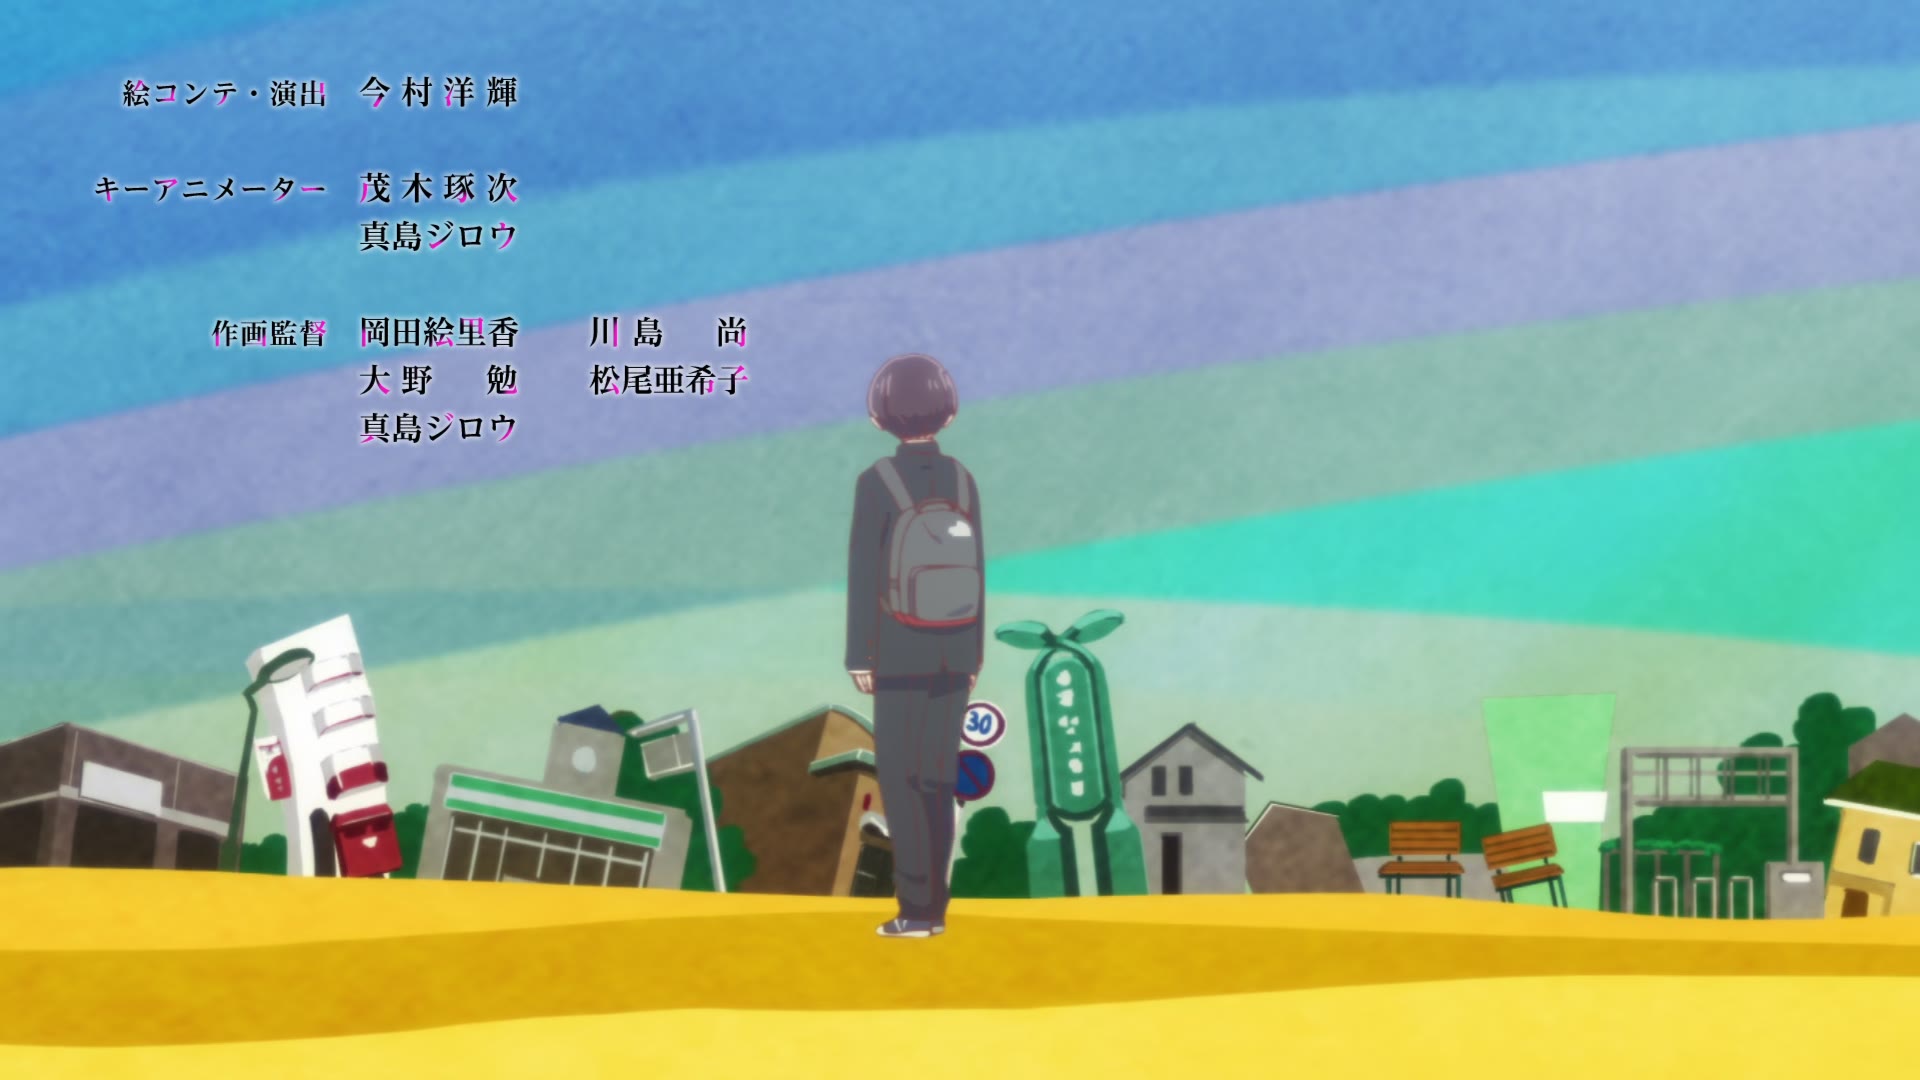 絵コンテ・演出 今村洋輝
キーアニメーター 茂木琢次
真島ジロウ
作画監督 岡田絵里香 川島 尚
大野 勉 松尾亜希子
真島ジロウ
30